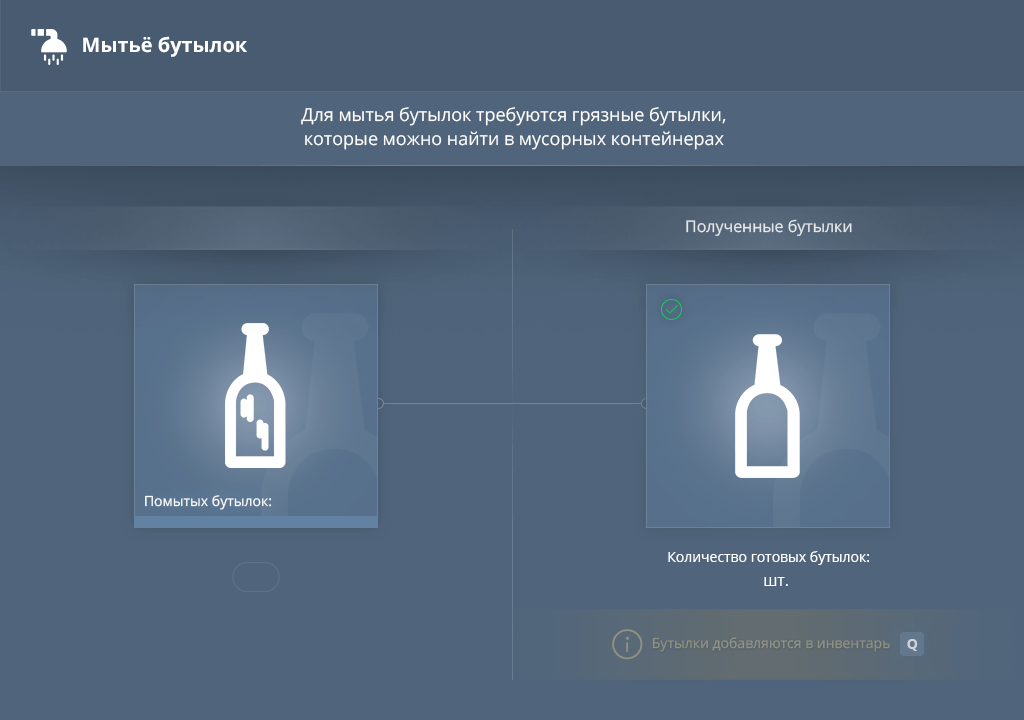 Мытьё бутылок
Для мытья бутылок требуются грязные бутылки,
которые можно найти в мусорных контейнерах
Полученные бутылки
Помытых бутылок:
Количество готовых бутылок:
шт.
Бутылки добавляются в инвентарь Q